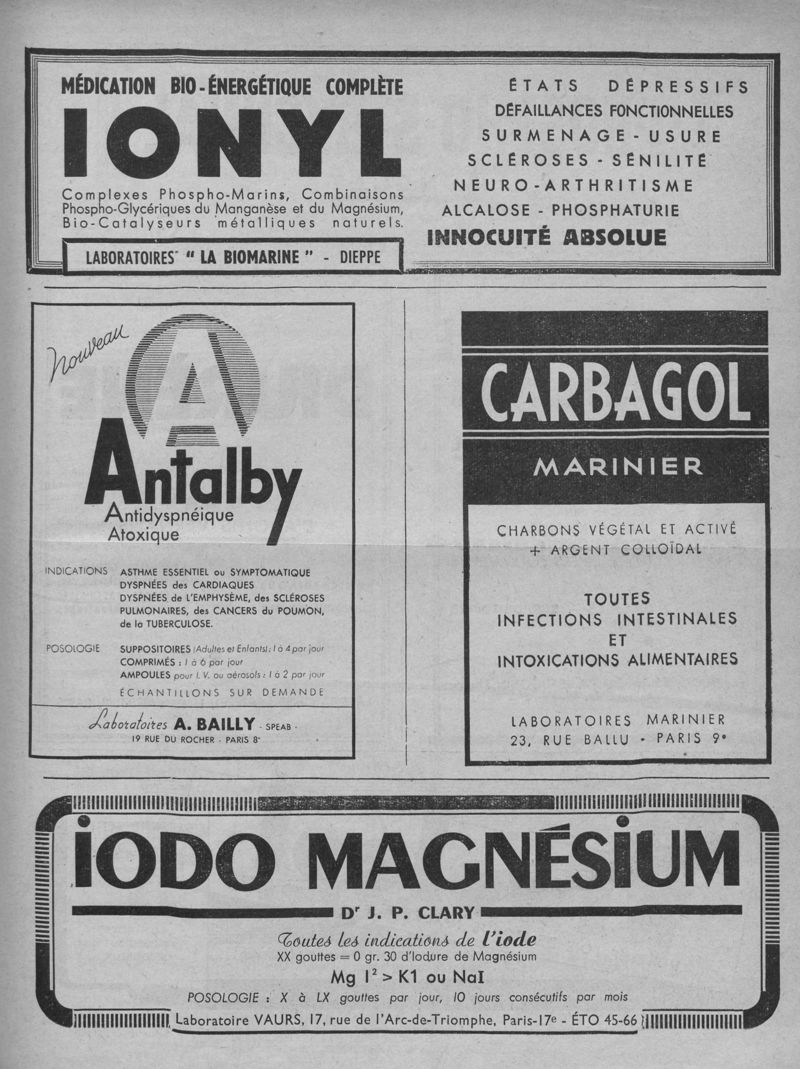 MÉDICATION BIO-ÉNERGÉTIQUE COMPLÈTE
IONYL
Complexes Phospho-Marins, Combinaisons
Phospho-Glycériques du Manganèse et du Magnésium,
Bio-Catalyseurs métalliques naturels.
LABORATOIRES "LA BIOMARINE" - DIEPPE
ÉTATS DÉPRESSIFS
DÉFAILLANCES FONCTIONNELLES
SURMENAGE - USURE
SCLÉROSES - SÉNILITÉ
NEURO-ARTHRITISME
ALCALOSE - PHOSPHATURIE
INNOCUITÉ ABSOLUE
Nouveau
A
Antalby
Antidyspnéique
Atoxique
INDICATIONS ASTHME ESSENTIEL ou SYMPTOMATIQUE
DYSPNÉES des CARDIAQUES
DYSPNÉES de L'EMPHYSÈME, des SCLÉROSES
PULMONAIRES, des CANCERS du POUMON,
de la TUBERCULOSE.
POSOLOGIE SUPPOSITOIRES (Adultes et Enfants) : 1 à 4 par jour
COMPRIMÉS : 1 à 6 par jour
AMPOULES pour I. V. ou aérosols : 1 à 2 par jour
ÉCHANTILLONS SUR DEMANDE
Laboratoires A. BAILLY - SPEAB -
19 RUE DU ROCHER - PARIS 8e
CARBAGOL
MARINIER
CHARBONS VÉGÉTAL ET ACTIVÉ
+ ARGENT COLLOÏDAL
TOUTES
INFECTIONS INTESTINALES
ET
INTOXICATIONS ALIMENTAIRES
LABORATOIRES MARINIER
23, RUE BALLU - PARIS 9e
iODO MAGNÉSiUM
Dr J. P. CLARY
Toutes les indications de l'iode
XX gouttes = 0 gr. 30 d'Iodure de Magnésium
Mg I2 > K1 ou NaI
POSOLOGIE : X à LX gouttes par jour, 10 jours consécutifs par mois
Laboratoire VAURS, 17, rue de l'Arc-de-Triomphe, Paris-17e - ÉTO 45-66